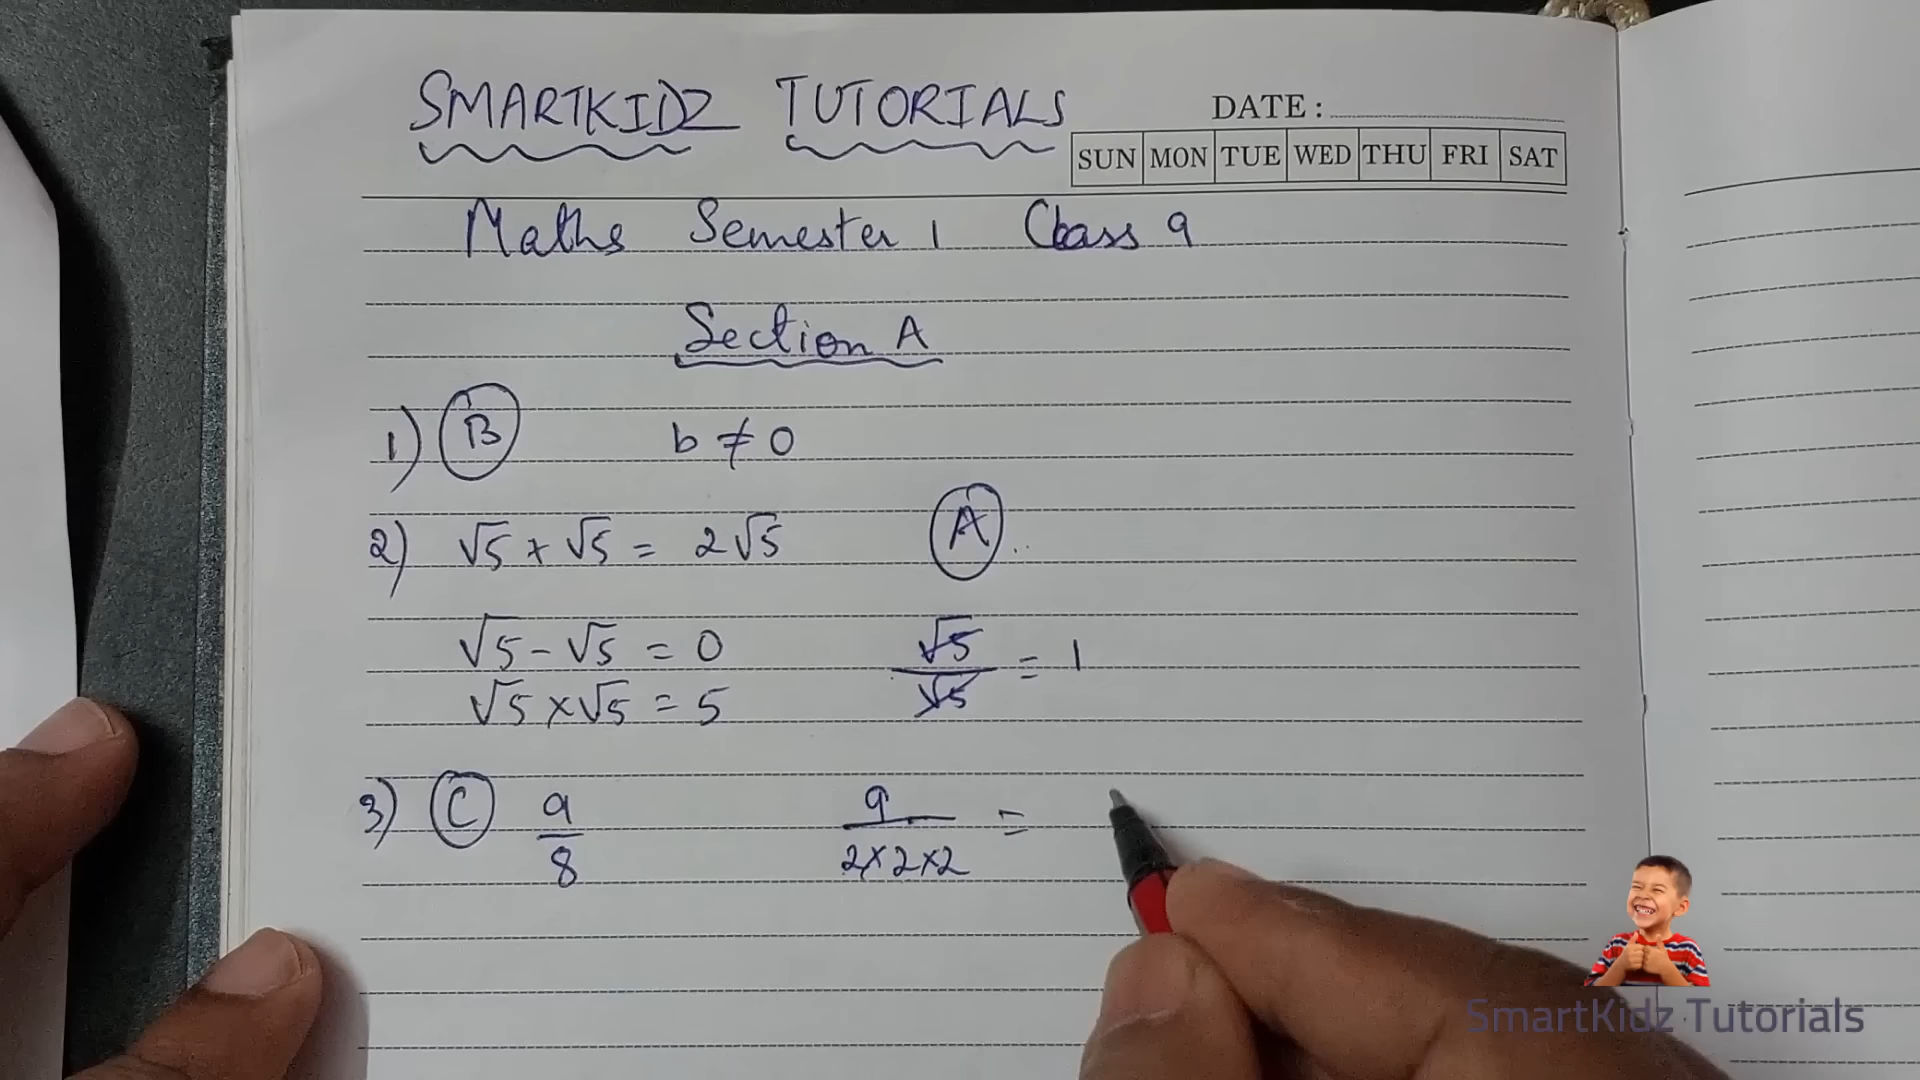 SMARTKIDZ TUTORIALS
DATE :
SUN MON TUE WED THU FRI SAT
Maths Semester 1 Class 9
Section A
1) B b ≠ 0
2) √5 + √5 = 2√5 A
√5 - √5 = 0 √5/√5 = 1
√5 × √5 = 5
3) C 9/8 9/2×2×2 =
SmartKidz Tutorials